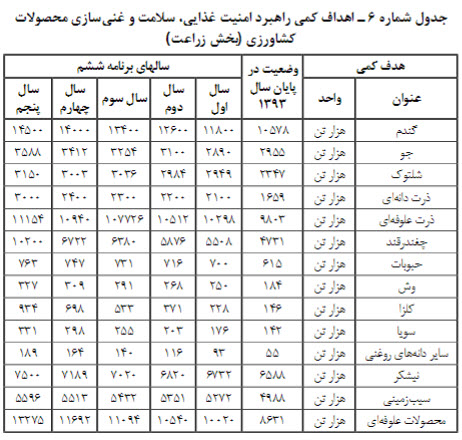 جدول شماره ۶ ـ اهداف کمی راهبرد امنیت غذایی، سلامت و غنی‌سازی محصولات
کشاورزی (بخش زراعت)
هدف کمی وضعیت در پایان سال ۱۳۹۳ سالهای برنامه ششم
عنوان واحد سال اول سال دوم سال سوم سال چهارم سال پنجم
گندم هزار تن ۱۰۵۷۸ ۱۱۸۰۰ ۱۲۶۰۰ ۱۳۴۰۰ ۱۴۰۰۰ ۱۴۵۰۰
جو هزار تن ۲۹۵۵ ۲۸۹۰ ۳۱۰۰ ۳۲۵۴ ۳۴۱۲ ۳۵۸۸
شلتوک هزار تن ۲۳۴۷ ۲۹۴۹ ۲۹۸۴ ۳۰۳۶ ۳۰۰۳ ۳۱۵۰
ذرت دانه‌ای هزار تن ۱۶۵۹ ۲۱۰۰ ۲۲۰۰ ۲۳۰۰ ۲۴۰۰ ۳۰۰۰
ذرت علوفه‌ای هزار تن ۹۸۰۳ ۱۰۲۹۸ ۱۰۵۱۲ ۱۰۷۷۲۶ ۱۰۹۴۰ ۱۱۱۵۴
چغندرقند هزار تن ۴۷۳۱ ۵۵۰۸ ۵۸۷۶ ۶۳۸۰ ۶۷۲۲ ۱۰۲۰۰
حبوبات هزار تن ۶۱۵ ۷۰۰ ۷۱۶ ۷۳۱ ۷۴۷ ۷۶۳
وش هزار تن ۱۸۴ ۲۵۰ ۲۶۸ ۲۹۱ ۳۰۹ ۳۲۷
کلزا هزار تن ۱۴۶ ۲۲۸ ۳۷۱ ۵۳۳ ۶۹۸ ۹۳۴
سویا هزار تن ۱۴۲ ۱۷۶ ۲۰۳ ۲۵۵ ۲۹۸ ۳۳۱
سایر دانه‌های روغنی هزار تن ۵۵ ۹۳ ۱۱۶ ۱۴۰ ۱۶۴ ۱۸۹
نیشکر هزار تن ۶۵۸۸ ۶۷۳۲ ۶۸۲۰ ۷۰۲۰ ۷۱۸۹ ۷۵۰۰
سیب‌زمینی هزار تن ۴۹۸۸ ۵۲۷۲ ۵۳۵۱ ۵۴۳۲ ۵۵۱۳ ۵۵۹۶
محصولات علوفه‌ای هزار تن ۸۶۳۱ ۱۰۰۲۰ ۱۰۵۴۰ ۱۱۰۹۴ ۱۱۶۹۲ ۱۳۲۷۵